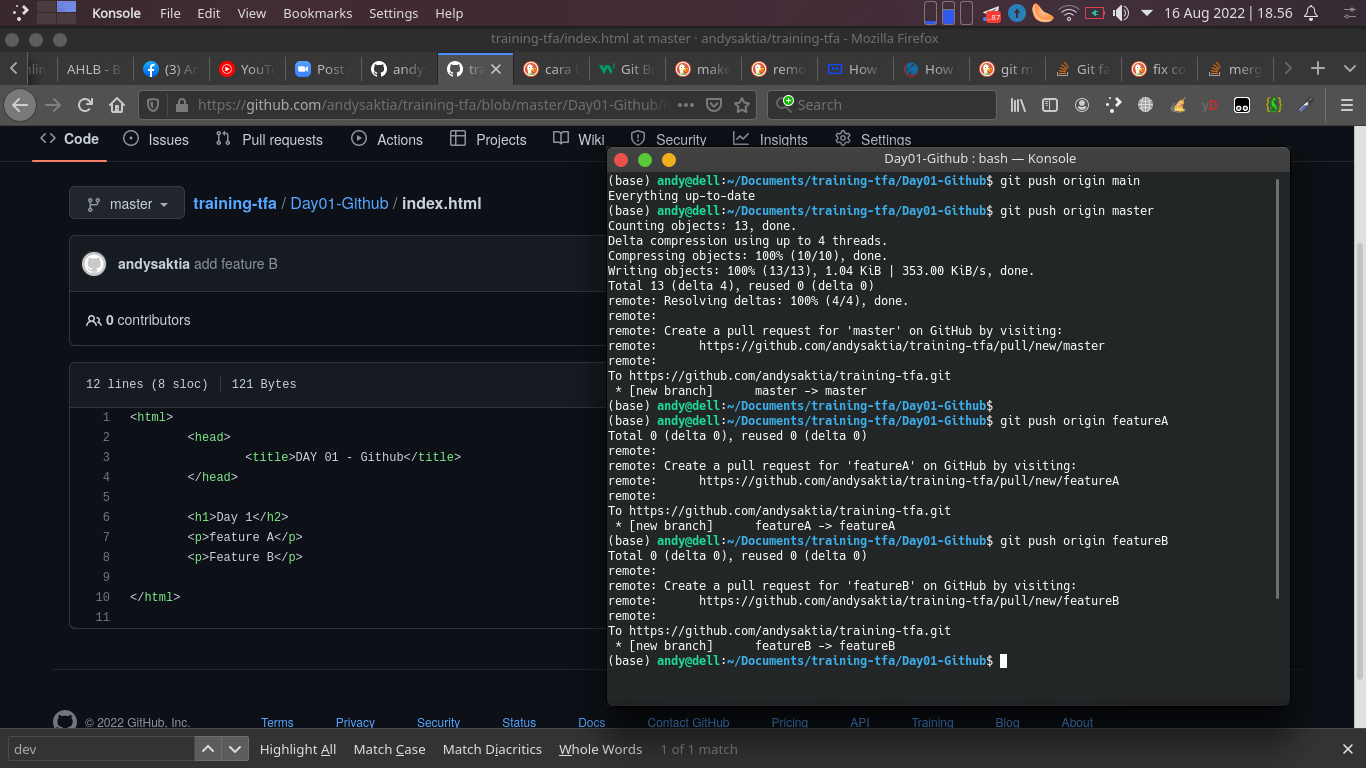 Konsole File Edit View Bookmarks Settings Help
.87
16 Aug 2022 | 18.56
training-tfa/index.html at master · andysaktia/training-tfa - Mozilla Firefox
AHLB - B
(3) A
YouT
Post
andy
tra
cara
Git B
make
remo
How
How
git m
Git fa
fix co
merg
https://github.com/andysaktia/training-tfa/blob/master/Day01-Github/
Search
Code Issues Pull requests Actions Projects Wiki Security Insights Settings
master training-tfa / Day01-Github / index.html
andysaktia add feature B
0 contributors
12 lines (8 sloc) 121 Bytes
1 <html>
2 <head>
3 <title>DAY 01 - Github</title>
4 </head>
5
6 <h1>Day 1</h2>
7 <p>feature A</p>
8 <p>Feature B</p>
9
10 </html>
11
© 2022 GitHub, Inc. Terms Privacy Security Status Docs Contact GitHub Pricing API Training Blog About
Day01-Github : bash — Konsole
(base) andy@dell:~/Documents/training-tfa/Day01-Github$ git push origin main
Everything up-to-date
(base) andy@dell:~/Documents/training-tfa/Day01-Github$ git push origin master
Counting objects: 13, done.
Delta compression using up to 4 threads.
Compressing objects: 100% (10/10), done.
Writing objects: 100% (13/13), 1.04 KiB | 353.00 KiB/s, done.
Total 13 (delta 4), reused 0 (delta 0)
remote: Resolving deltas: 100% (4/4), done.
remote:
remote: Create a pull request for 'master' on GitHub by visiting:
remote:      https://github.com/andysaktia/training-tfa/pull/new/master
remote:
To https://github.com/andysaktia/training-tfa.git
 * [new branch]      master -> master
(base) andy@dell:~/Documents/training-tfa/Day01-Github$
(base) andy@dell:~/Documents/training-tfa/Day01-Github$ git push origin featureA
Total 0 (delta 0), reused 0 (delta 0)
remote:
remote: Create a pull request for 'featureA' on GitHub by visiting:
remote:      https://github.com/andysaktia/training-tfa/pull/new/featureA
remote:
To https://github.com/andysaktia/training-tfa.git
 * [new branch]      featureA -> featureA
(base) andy@dell:~/Documents/training-tfa/Day01-Github$ git push origin featureB
Total 0 (delta 0), reused 0 (delta 0)
remote:
remote: Create a pull request for 'featureB' on GitHub by visiting:
remote:      https://github.com/andysaktia/training-tfa/pull/new/featureB
remote:
To https://github.com/andysaktia/training-tfa.git
 * [new branch]      featureB -> featureB
(base) andy@dell:~/Documents/training-tfa/Day01-Github$
dev Highlight All Match Case Match Diacritics Whole Words 1 of 1 match